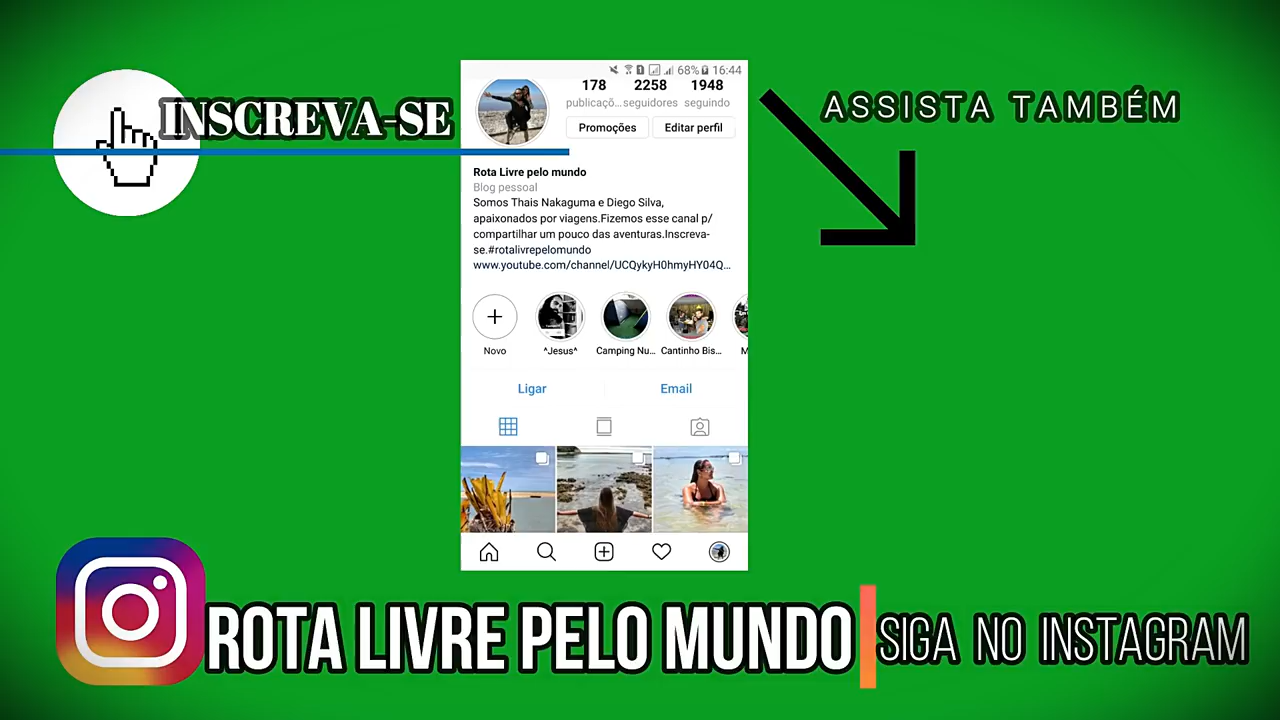 INSCREVA-SE
ASSISTA TAMBÉM
68% 16:44
178 2258 1948
publicaçõ... seguidores seguindo
Promoções Editar perfil
Rota Livre pelo mundo
Blog pessoal
Somos Thais Nakaguma e Diego Silva,
apaixonados por viagens.Fizemos esse canal p/
compartilhar um pouco das aventuras.Inscreva-
se.#rotalivrepelomundo
www.youtube.com/channel/UCQykyH0hmyHY04Q...
Novo ^Jesus^ Camping Nu... Cantinho Bis... M
Ligar Email
ROTA LIVRE PELO MUNDO
SIGA NO INSTAGRAM